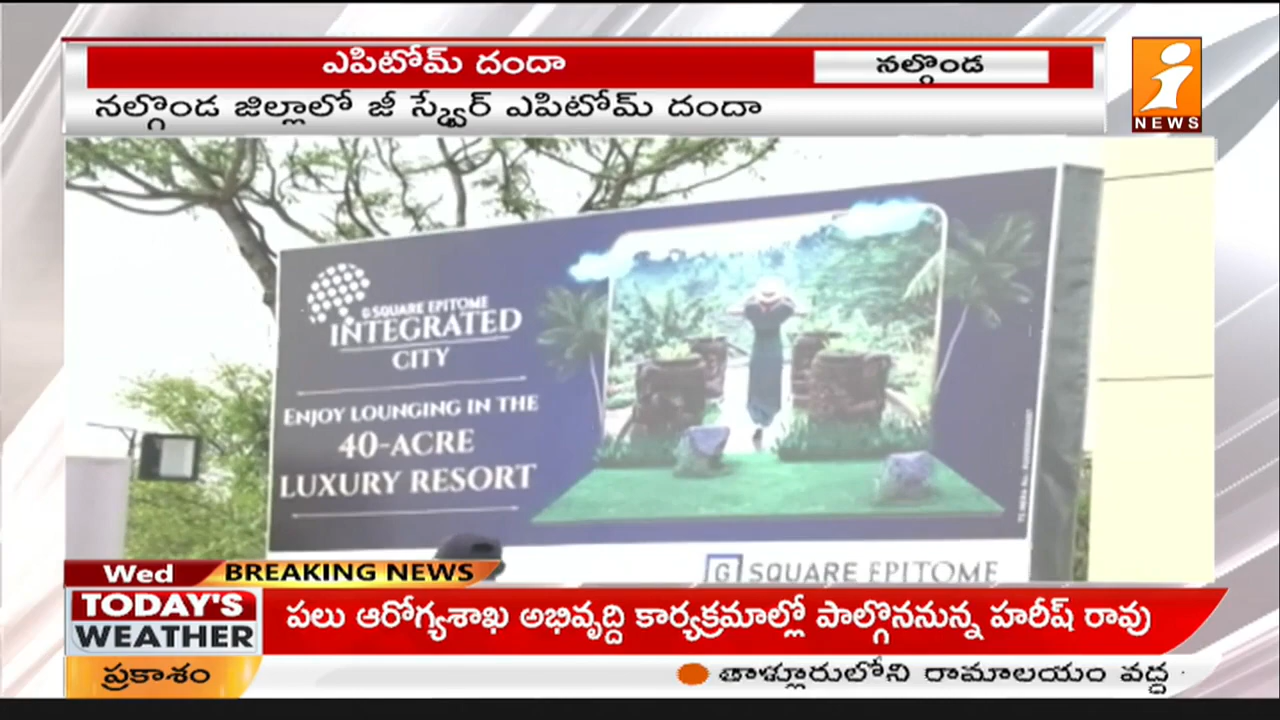 ఎపిటోమ్ దందా
నల్గొండ
నల్గొండ జిల్లాలో జీ స్క్వేర్ ఎపిటోమ్ దందా
i
NEWS
G SQUARE EPITOME
INTEGRATED
CITY
ENJOY LOUNGING IN THE
40-ACRE
LUXURY RESORT
G SQUARE EPITOME
Wed
BREAKING NEWS
TODAY'S
WEATHER
పలు ఆరోగ్యశాఖ అభివృద్ది కార్యక్రమాల్లో పాల్గొననున్న హరీష్ రావు
ప్రకాశం
తాళ్లూరులోని రామాలయం వద్ద